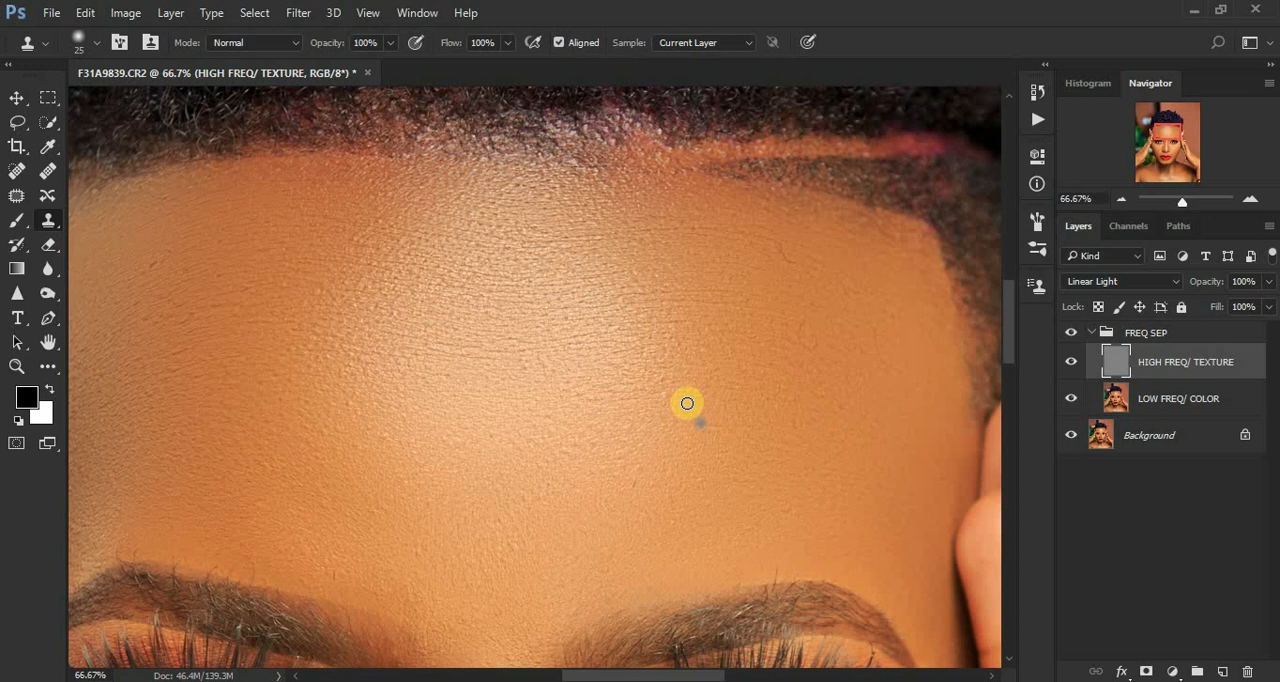 Ps File Edit Image Layer Type Select Filter 3D View Window Help
25 Mode: Normal Opacity: 100% Flow: 100% Aligned Sample: Current Layer
F31A9839.CR2 @ 66.7% (HIGH FREQ/ TEXTURE, RGB/8*) *
Histogram Navigator
66.67%
Layers Channels Paths
Kind
Linear Light Opacity: 100%
Lock: Fill: 100%
FREQ SEP
HIGH FREQ/ TEXTURE
LOW FREQ/ COLOR
Background
66.67% Doc: 46.4M/139.3M